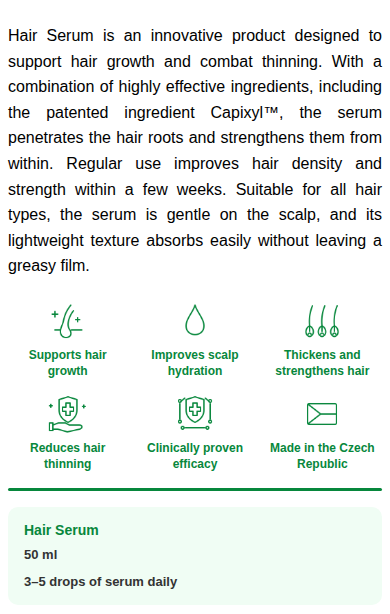 Hair Serum is an innovative product designed to
support hair growth and combat thinning. With a
combination of highly effective ingredients, including
the patented ingredient Capixyl™, the serum
penetrates the hair roots and strengthens them from
within. Regular use improves hair density and
strength within a few weeks. Suitable for all hair
types, the serum is gentle on the scalp, and its
lightweight texture absorbs easily without leaving a
greasy film.
Supports hair
growth
Improves scalp
hydration
Thickens and
strengthens hair
Reduces hair
thinning
Clinically proven
efficacy
Made in the Czech
Republic
Hair Serum
50 ml
3–5 drops of serum daily